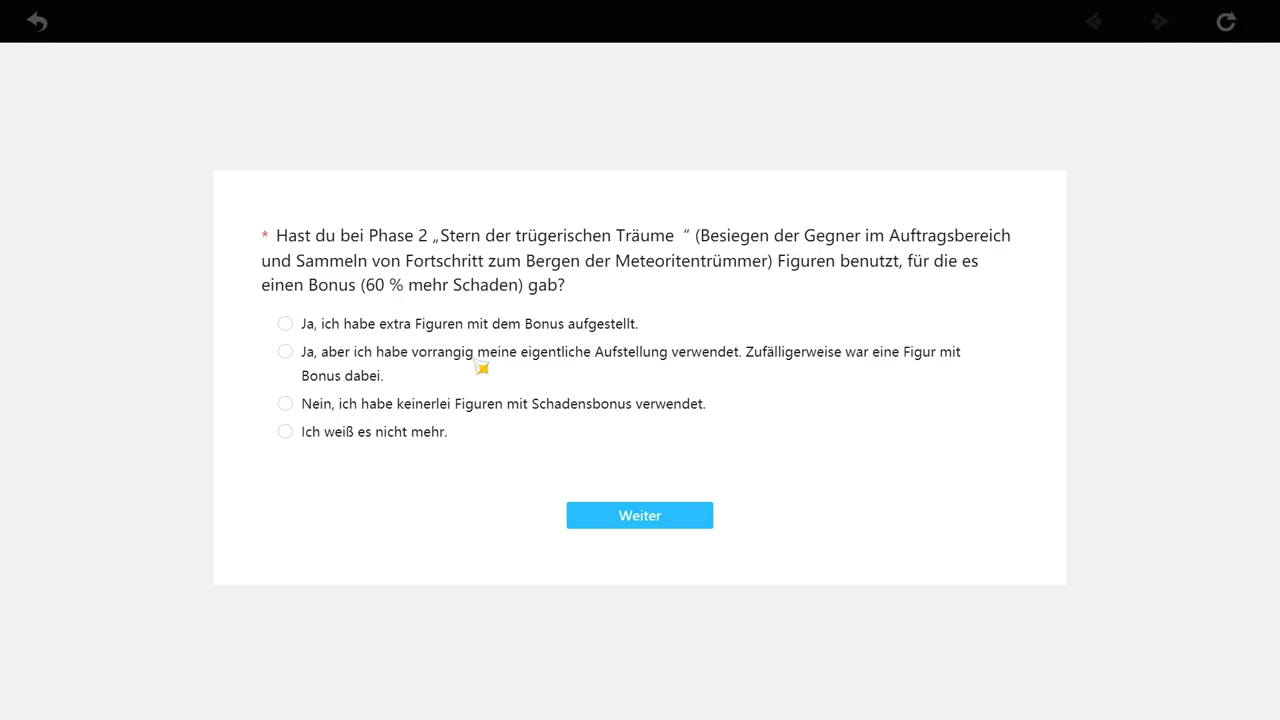 * Hast du bei Phase 2 „Stern der trügerischen Träume “ (Besiegen der Gegner im Auftragsbereich
und Sammeln von Fortschritt zum Bergen der Meteoritentrümmer) Figuren benutzt, für die es
einen Bonus (60 % mehr Schaden) gab?
Ja, ich habe extra Figuren mit dem Bonus aufgestellt.
Ja, aber ich habe vorrangig meine eigentliche Aufstellung verwendet. Zufälligerweise war eine Figur mit
Bonus dabei.
Nein, ich habe keinerlei Figuren mit Schadensbonus verwendet.
Ich weiß es nicht mehr.
Weiter